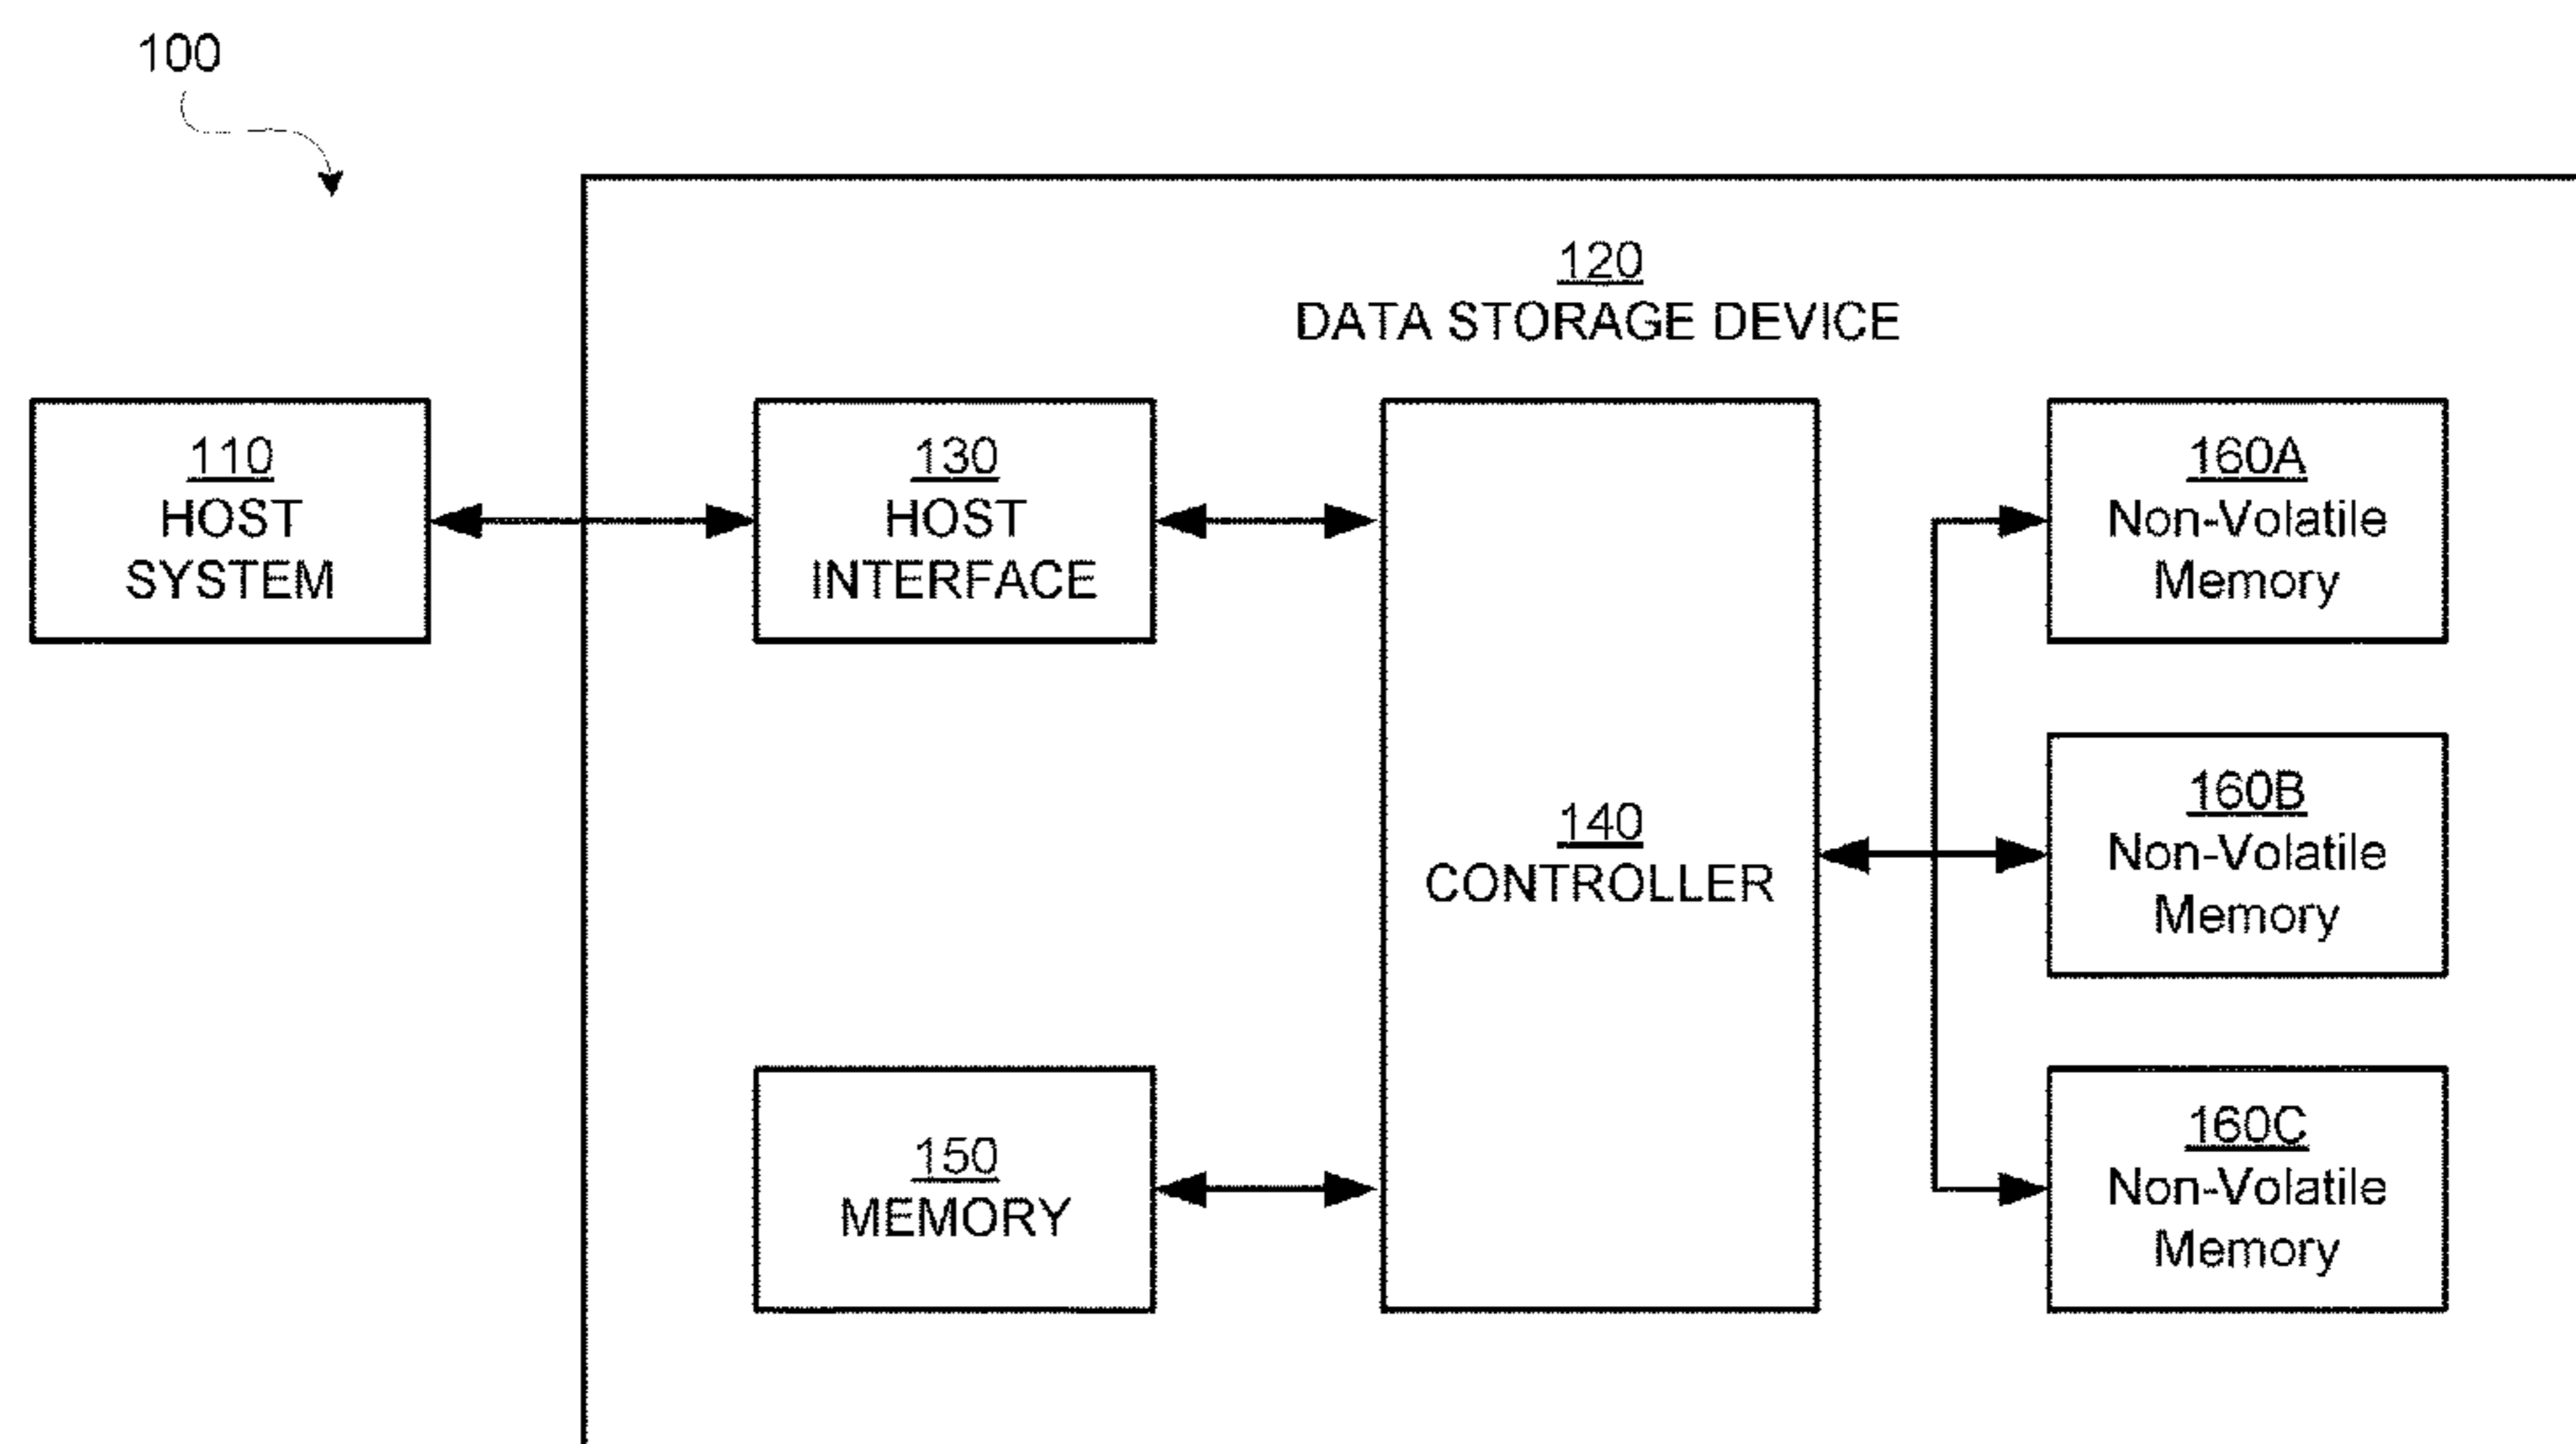 100
120
DATA STORAGE DEVICE
110
HOST
SYSTEM
130
HOST
INTERFACE
140
CONTROLLER
150
MEMORY
160A
Non-Volatile
Memory
160B
Non-Volatile
Memory
160C
Non-Volatile
Memory